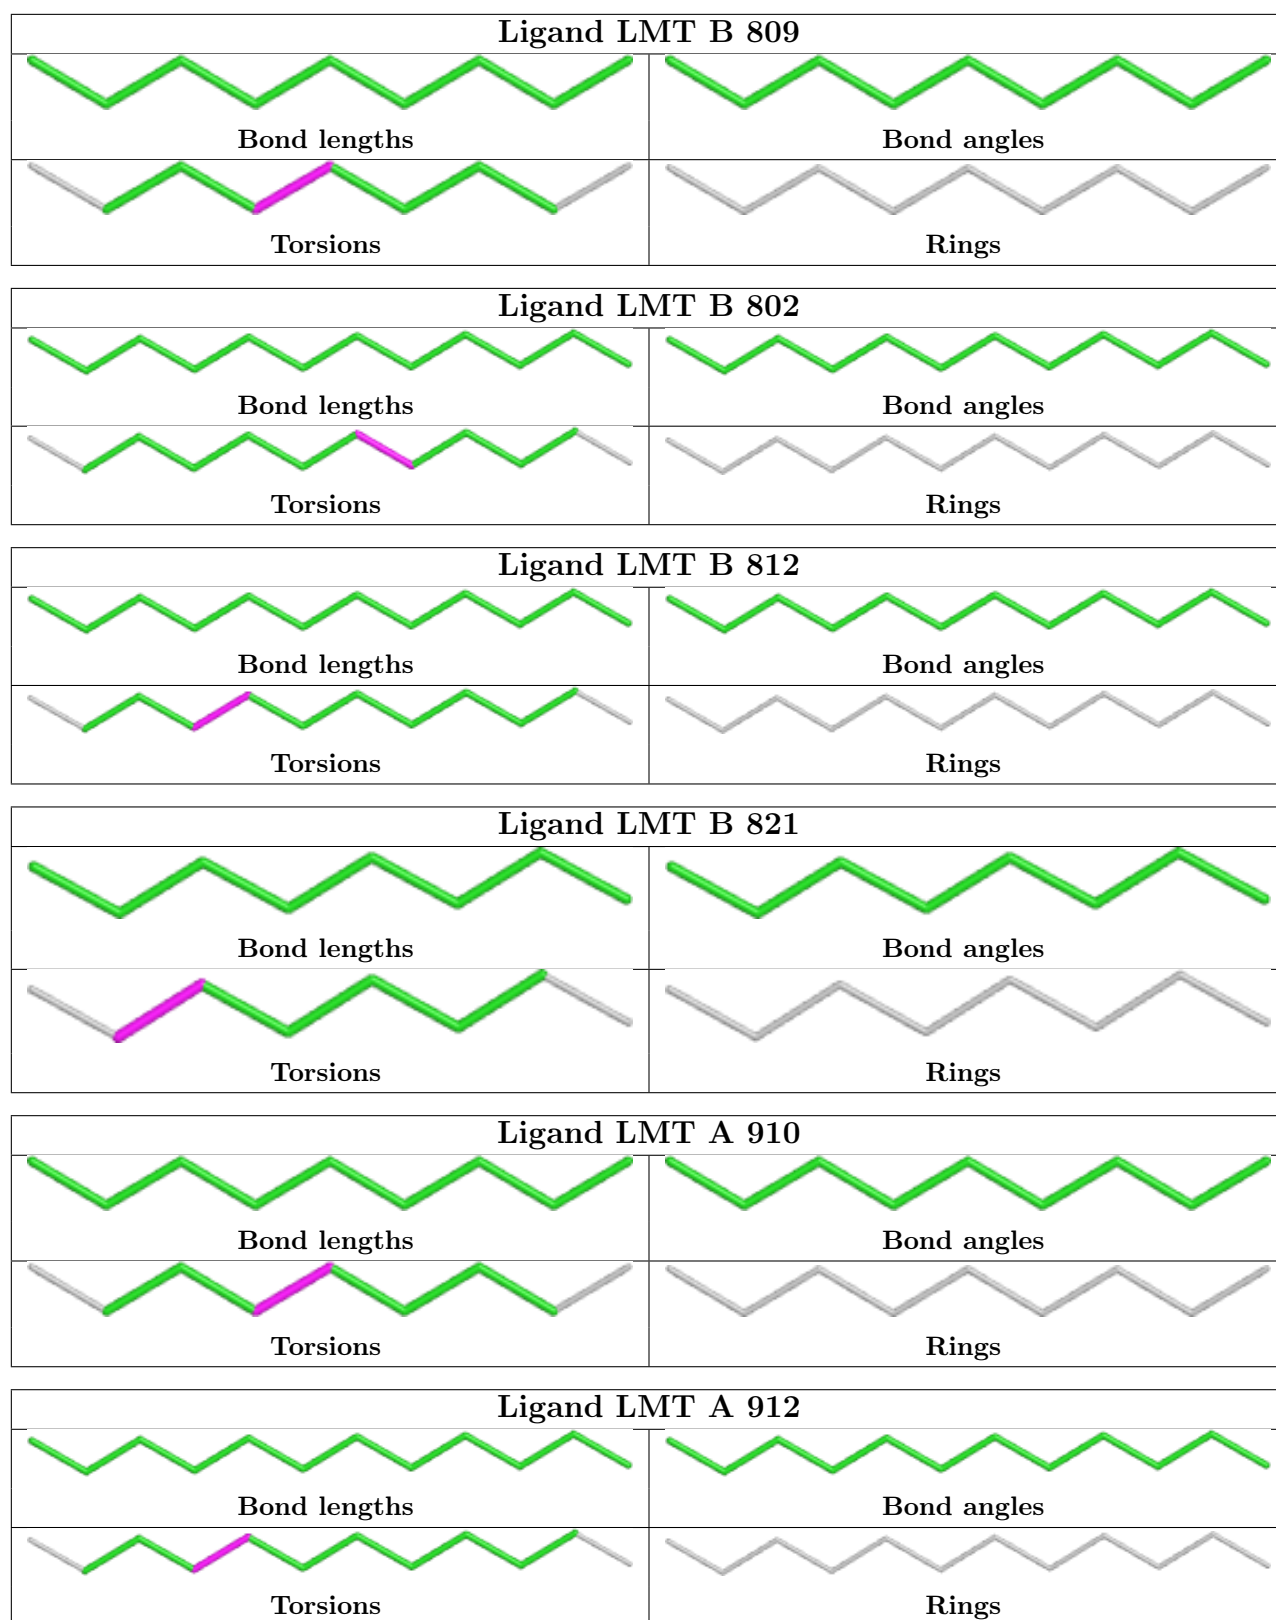 Ligand LMT B 809
Bond lengths
Bond angles
Torsions
Rings
Ligand LMT B 802
Bond lengths
Bond angles
Torsions
Rings
Ligand LMT B 812
Bond lengths
Bond angles
Torsions
Rings
Ligand LMT B 821
Bond lengths
Bond angles
Torsions
Rings
Ligand LMT A 910
Bond lengths
Bond angles
Torsions
Rings
Ligand LMT A 912
Bond lengths
Bond angles
Torsions
Rings